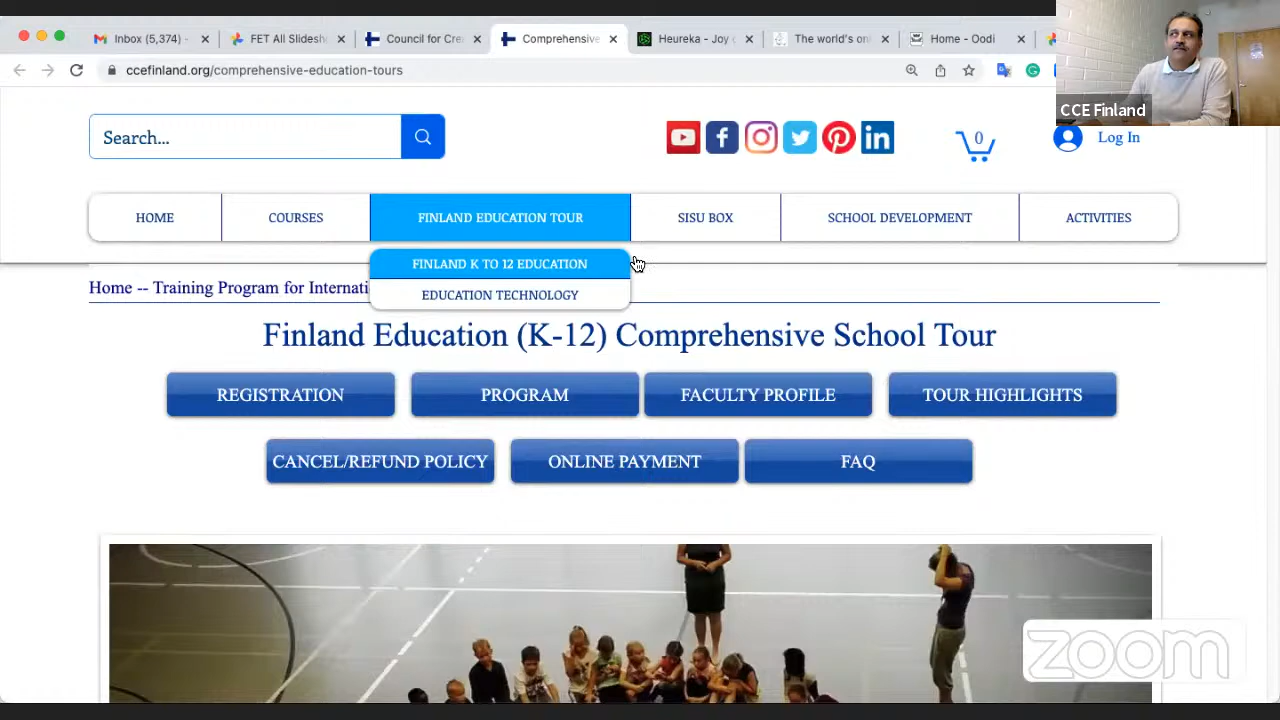 Inbox (5,374) -
FET All Slidesh
Council for Cre
Comprehensive
Heureka - Joy o
The world's onl
Home - Oodi
ccefinland.org/comprehensive-education-tours
CCE Finland
Search...
0
Log In
HOME
COURSES
FINLAND EDUCATION TOUR
SISU BOX
SCHOOL DEVELOPMENT
ACTIVITIES
FINLAND K TO 12 EDUCATION
EDUCATION TECHNOLOGY
Home -- Training Program for Internati
Finland Education (K-12) Comprehensive School Tour
REGISTRATION
PROGRAM
FACULTY PROFILE
TOUR HIGHLIGHTS
CANCEL/REFUND POLICY
ONLINE PAYMENT
FAQ
zoom